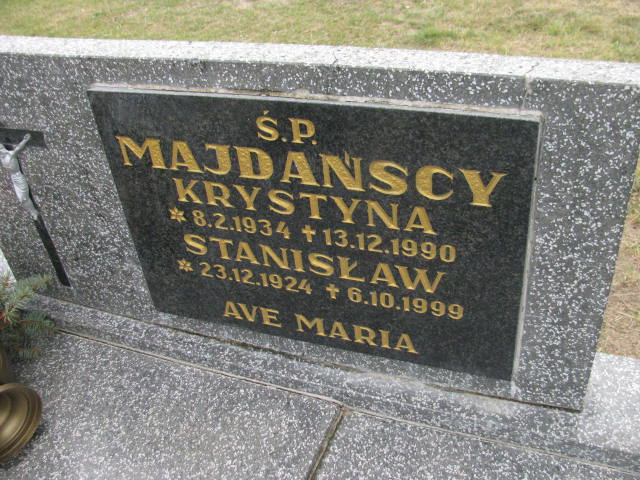 Ś.P.
MAJDAŃSCY
KRYSTYNA
* 8.2.1934 † 13.12.1990
STANISŁAW
* 23.12.1924 † 6.10.1999
AVE MARIA